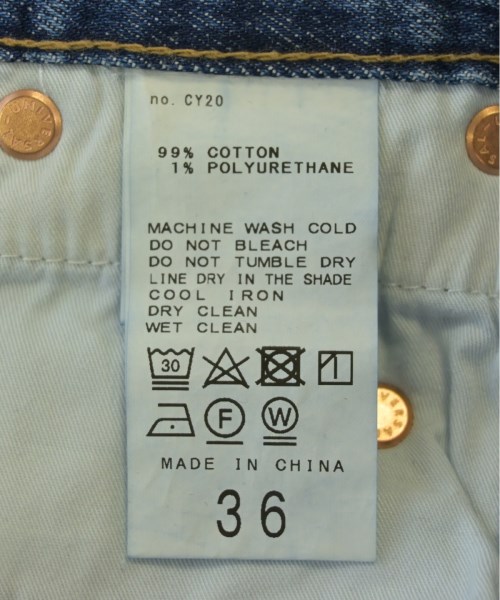 no. CY20
99% COTTON
1% POLYURETHANE
MACHINE WASH COLD
DO NOT BLEACH
DO NOT TUMBLE DRY
LINE DRY IN THE SHADE
COOL IRON
DRY CLEAN
WET CLEAN
30
F W
MADE IN CHINA
36